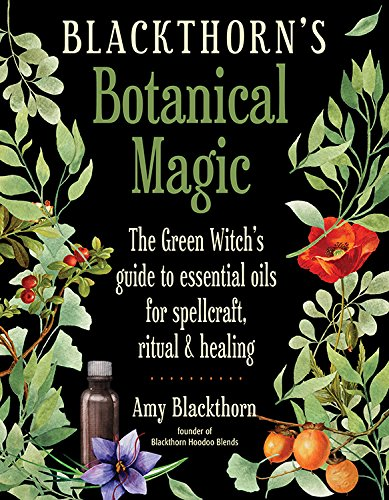 BLACKTHORN'S
Botanical
Magic
The Green Witch's
guide to essential oils
for spellcraft,
ritual & healing
Amy Blackthorn
founder of
Blackthorn Hoodoo Blends